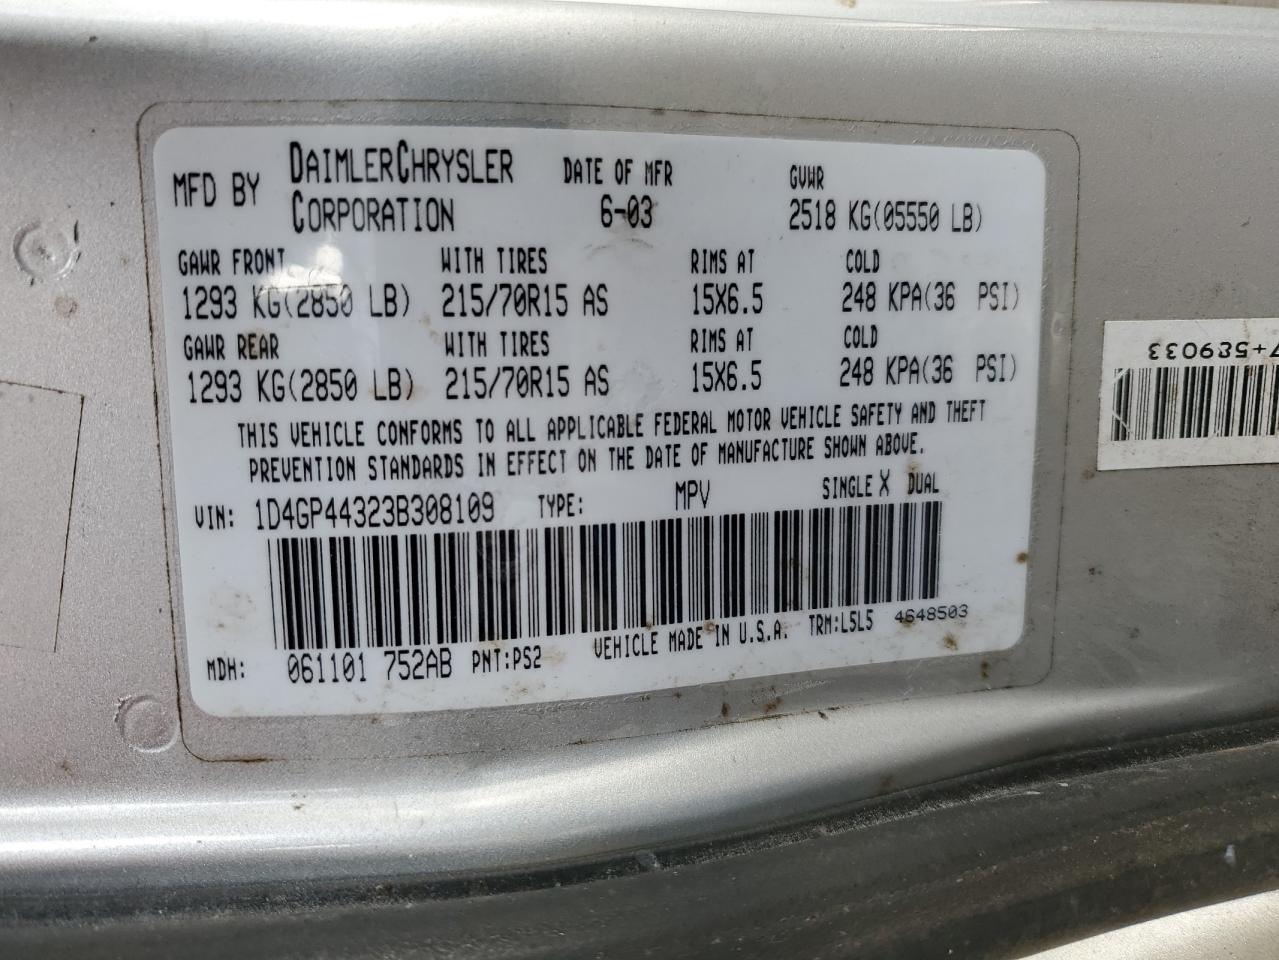 MFD BY DAIMLERCHRYSLER CORPORATION
DATE OF MFR
6-03
GVWR
2518 KG(05550 LB)
GAWR FRONT WITH TIRES RIMS AT COLD
1293 KG(2850 LB) 215/70R15 AS 15X6.5 248 KPA(36 PSI)
GAWR REAR WITH TIRES RIMS AT COLD
1293 KG(2850 LB) 215/70R15 AS 15X6.5 248 KPA(36 PSI)
THIS VEHICLE CONFORMS TO ALL APPLICABLE FEDERAL MOTOR VEHICLE SAFETY AND THEFT
PREVENTION STANDARDS IN EFFECT ON THE DATE OF MANUFACTURE SHOWN ABOVE.
VIN: 1D4GP44323B308109 TYPE: MPV SINGLE X DUAL
MDH: 061101 752AB PNT:PS2 VEHICLE MADE IN U.S.A. TRM:L5L5 4648503
7+589033